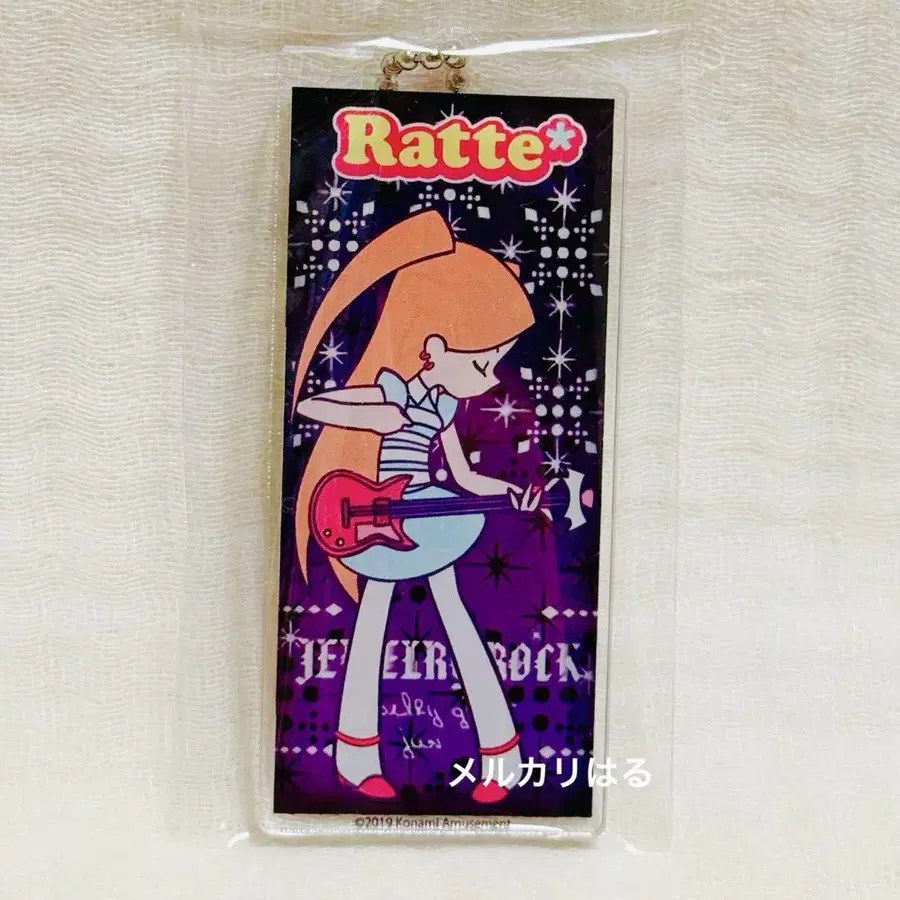 Ratte*
JEWELRY ROCK
メルカリはる
©2019 Konami Amusement